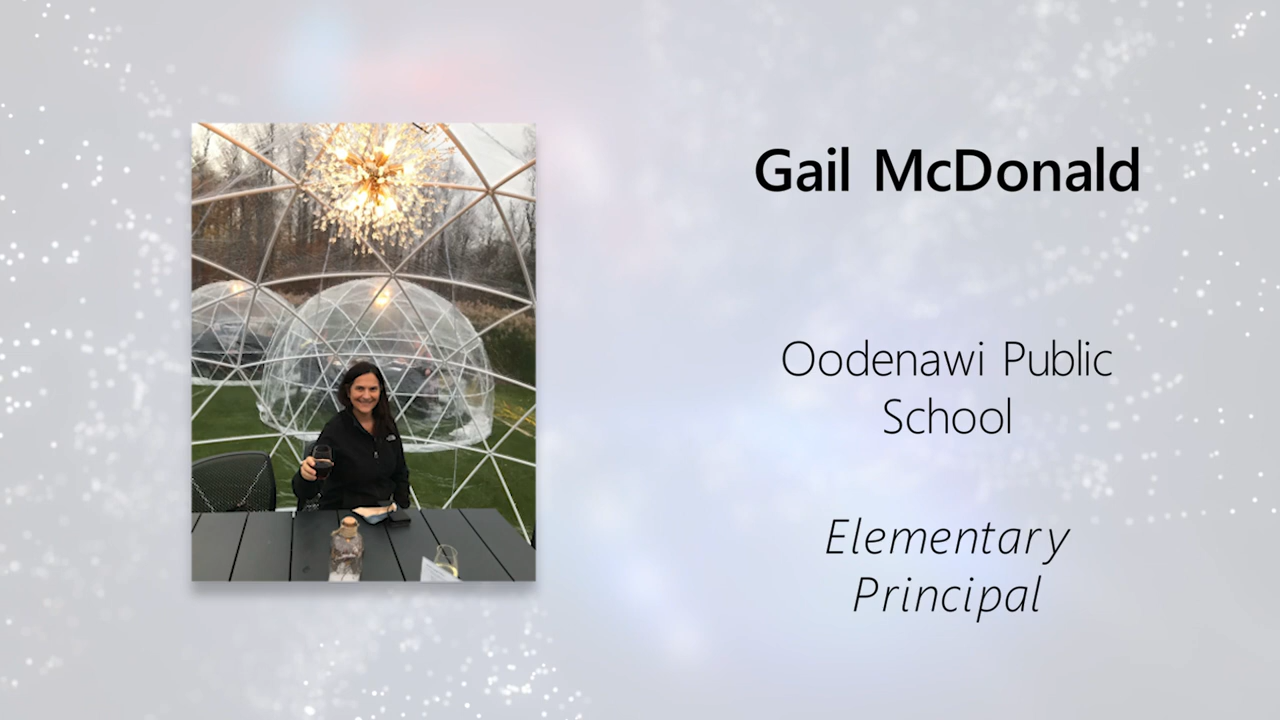 Gail McDonald
Oodenawi Public
School
Elementary
Principal